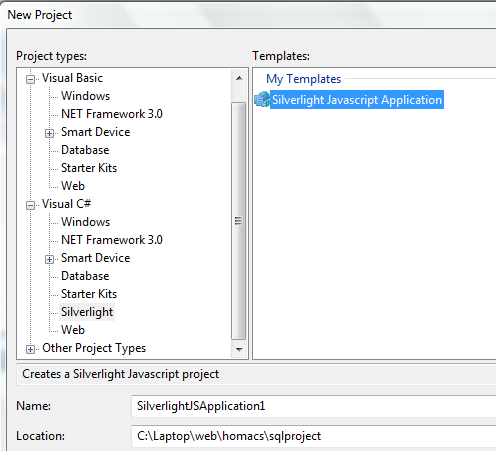 New Project
Project types:
Templates:
Visual Basic
Windows
NET Framework 3.0
Smart Device
Database
Starter Kits
Web
Visual C#
Windows
NET Framework 3.0
Smart Device
Database
Starter Kits
Silverlight
Web
Other Project Types
My Templates
Silverlight Javascript Application
Creates a Silverlight Javascript project
Name: SilverlightJSApplication1
Location: C:\Laptop\web\homacs\sqlproject